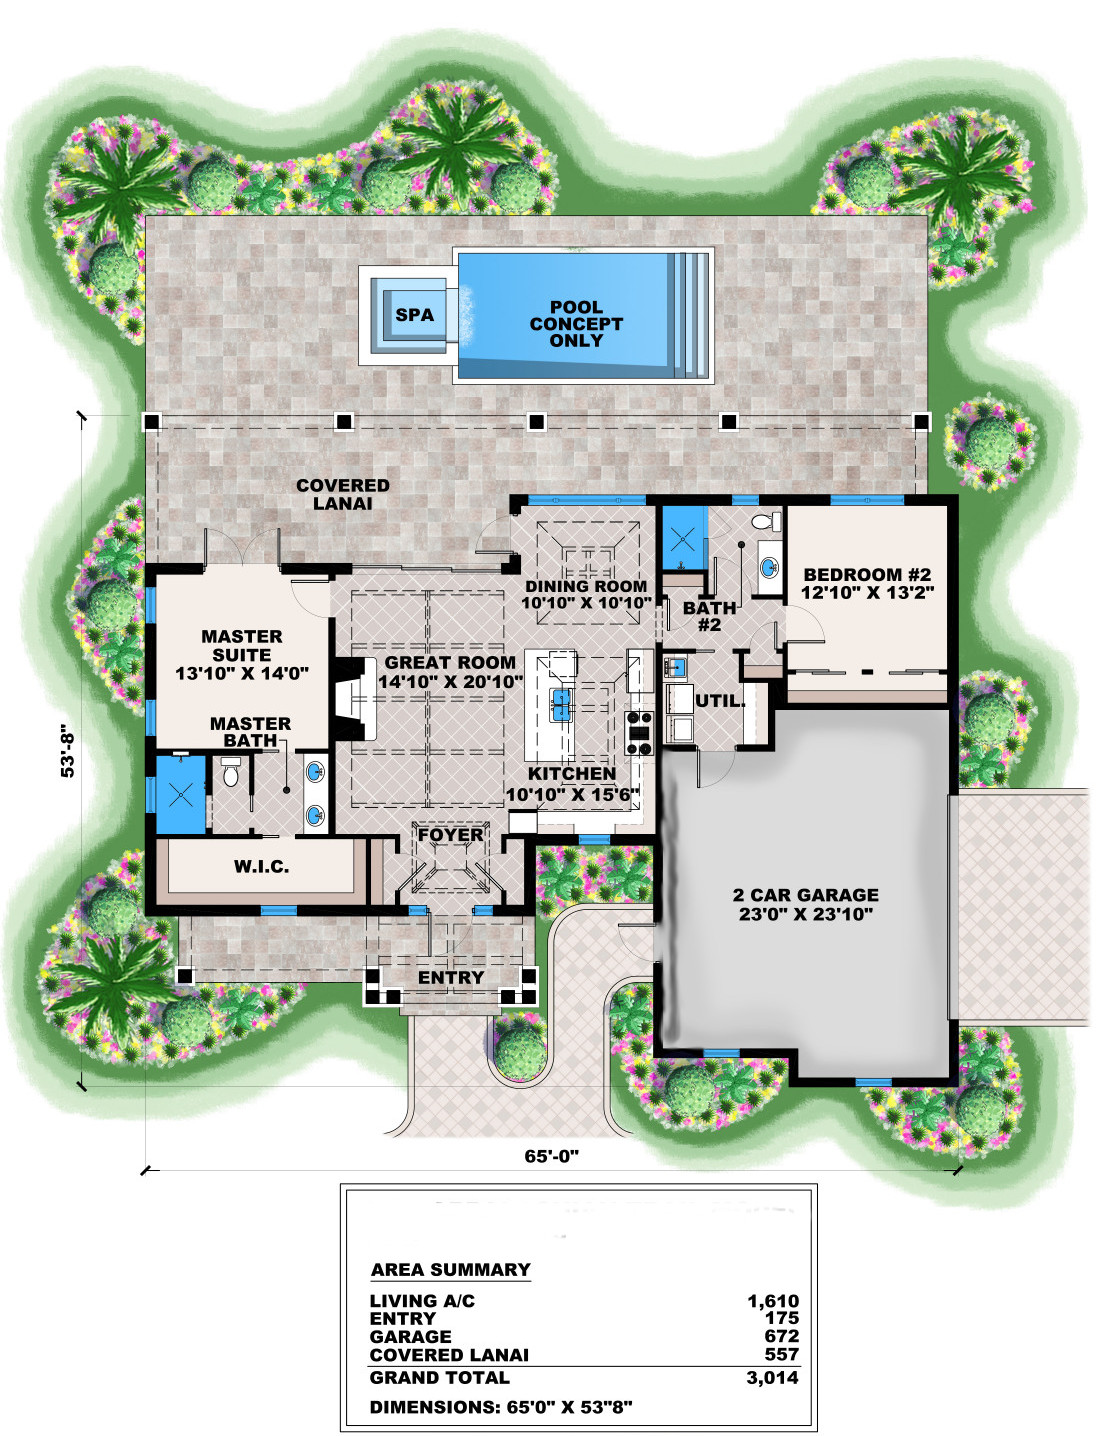 SPA
POOL
CONCEPT
ONLY
COVERED
LANAI
DINING ROOM
10'10" X 10'10"
BATH
#2
BEDROOM #2
12'10" X 13'2"
MASTER
SUITE
13'10" X 14'0"
GREAT ROOM
14'10" X 20'10"
UTIL.
MASTER
BATH
53'-8"
KITCHEN
10'10" X 15'6"
FOYER
W.I.C.
2 CAR GARAGE
23'0" X 23'10"
ENTRY
65'-0"
AREA SUMMARY
LIVING A/C 1,610
ENTRY 175
GARAGE 672
COVERED LANAI 557
GRAND TOTAL 3,014
DIMENSIONS: 65'0" X 53"8"